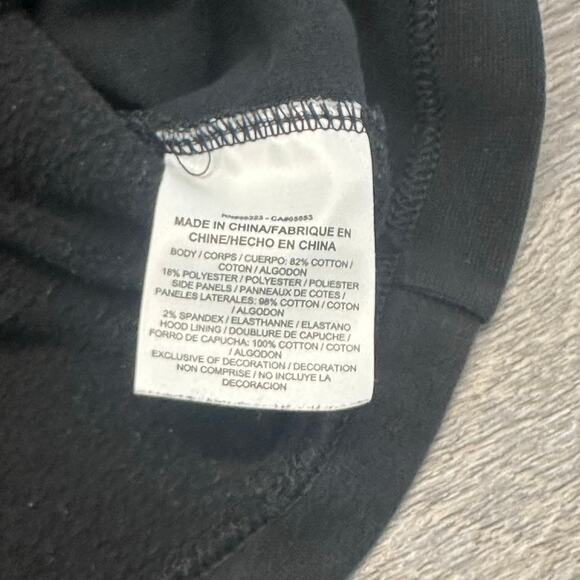 MADE IN CHINA/FABRIQUE EN
CHINE/HECHO EN CHINA
BODY / CORPS / CUERPO: 82% COTTON /
COTON / ALGODON
18% POLYESTER / POLYESTER / POLIESTER
SIDE PANELS / PANNEAUX DE COTES /
PANELES LATERALES: 98% COTTON / COTON
/ ALGODON
2% SPANDEX / ELASTHANNE / ELASTANO
HOOD LINING / DOUBLURE DE CAPUCHE /
FORRO DE CAPUCHA: 100% COTTON / COTON
/ ALGODON
EXCLUSIVE OF DECORATION / DECORATION
NON COMPRISE / NO INCLUYE LA
DECORACION